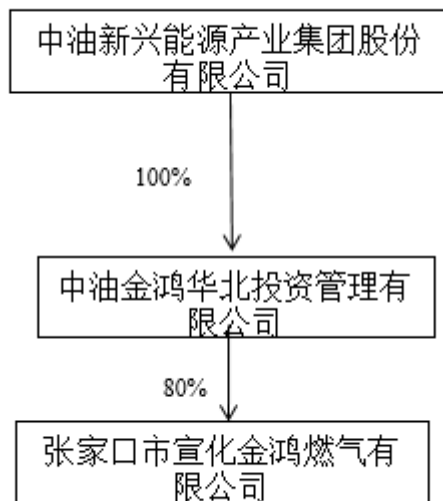 中油新兴能源产业集团股份
有限公司
100%
中油金鸿华北投资管理有
限公司
80%
张家口市宣化金鸿燃气有
限公司